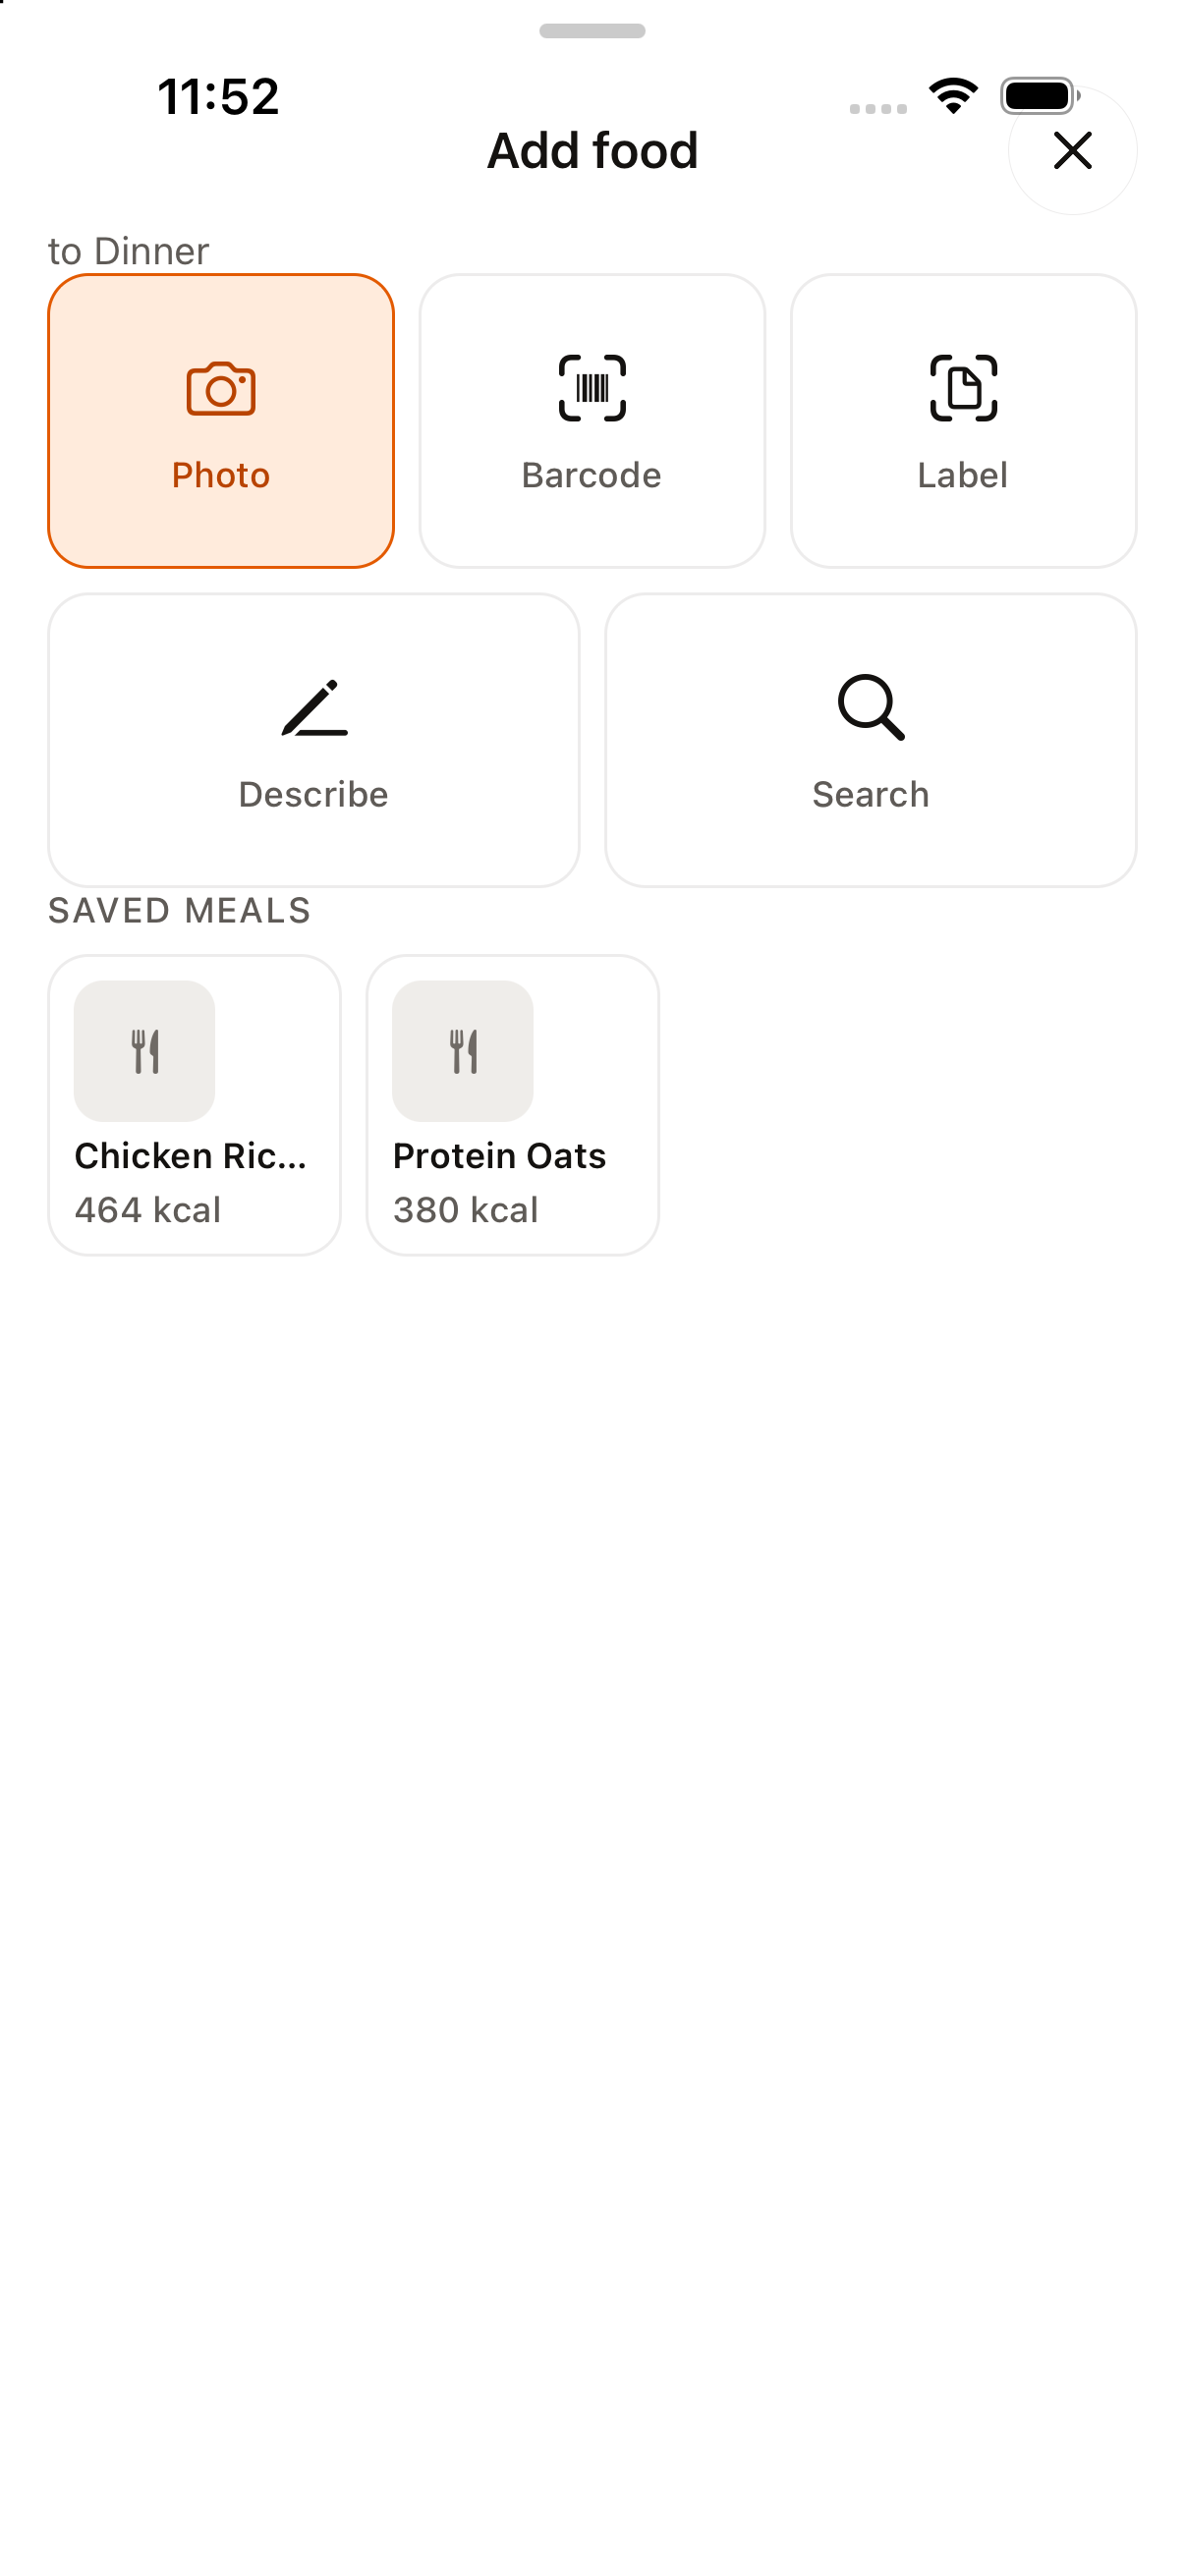 11:52
Add food
to Dinner
Photo
Barcode
Label
Describe
Search
SAVED MEALS
Chicken Ric...
Protein Oats
464 kcal
380 kcal